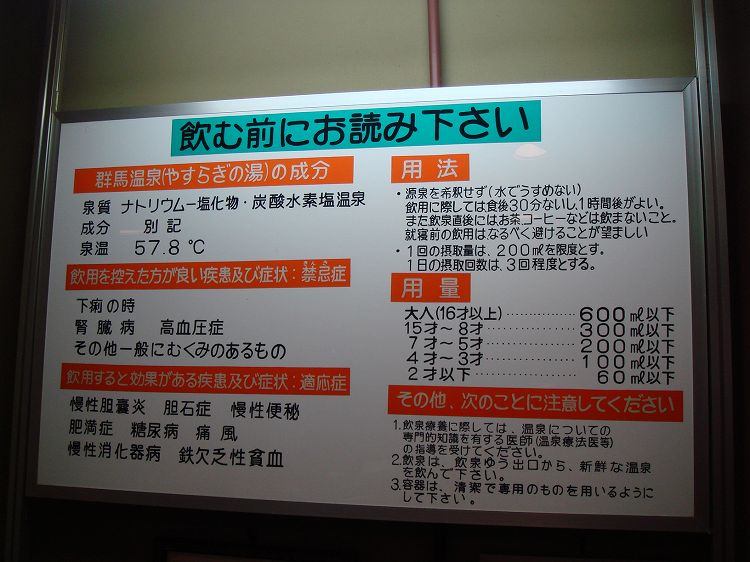 飲む前にお読み下さい
群馬温泉(やすらぎの湯)の成分
泉質 ナトリウムー塩化物・炭酸水素塩温泉
成分 別記
泉温 57.8℃
飲用を控えた方が良い疾患及び症状:禁忌症
きんき
下痢の時
腎臓病 高血圧症
その他一般にむくみのあるもの
飲用すると効果がある疾患及び症状:適応症
慢性胆嚢炎 胆石症 慢性便秘
肥満症 糖尿病 痛風
慢性消化器病 鉄欠乏性貧血
用法
・源泉を希釈せず(水でうすめない)
飲用に際しては食後30分ないし1時間後がよい。
また飲泉直後にはお茶コーヒーなどは飲まないこと。
就寝前の飲用はなるべく避けることが望ましい
・1回の摂取量は、200㎖を限度とす。
1日の摂取回数は、3回程度とする。
用量
大人(16才以上)……………600㎖以下
15才~8才……………300㎖以下
7才~5才……………200㎖以下
4才~3才……………100㎖以下
2才以下……………60㎖以下
その他、次のことに注意してください
1.飲泉療養に際しては、温泉についての
専門的知識を有する医師(温泉療法医等)
の指導を受けてください。
2.飲泉は、飲泉ゆう出口から、新鮮な温泉
を飲んで下さい。
3.容器は、清潔で専用のものを用いるように
して下さい。